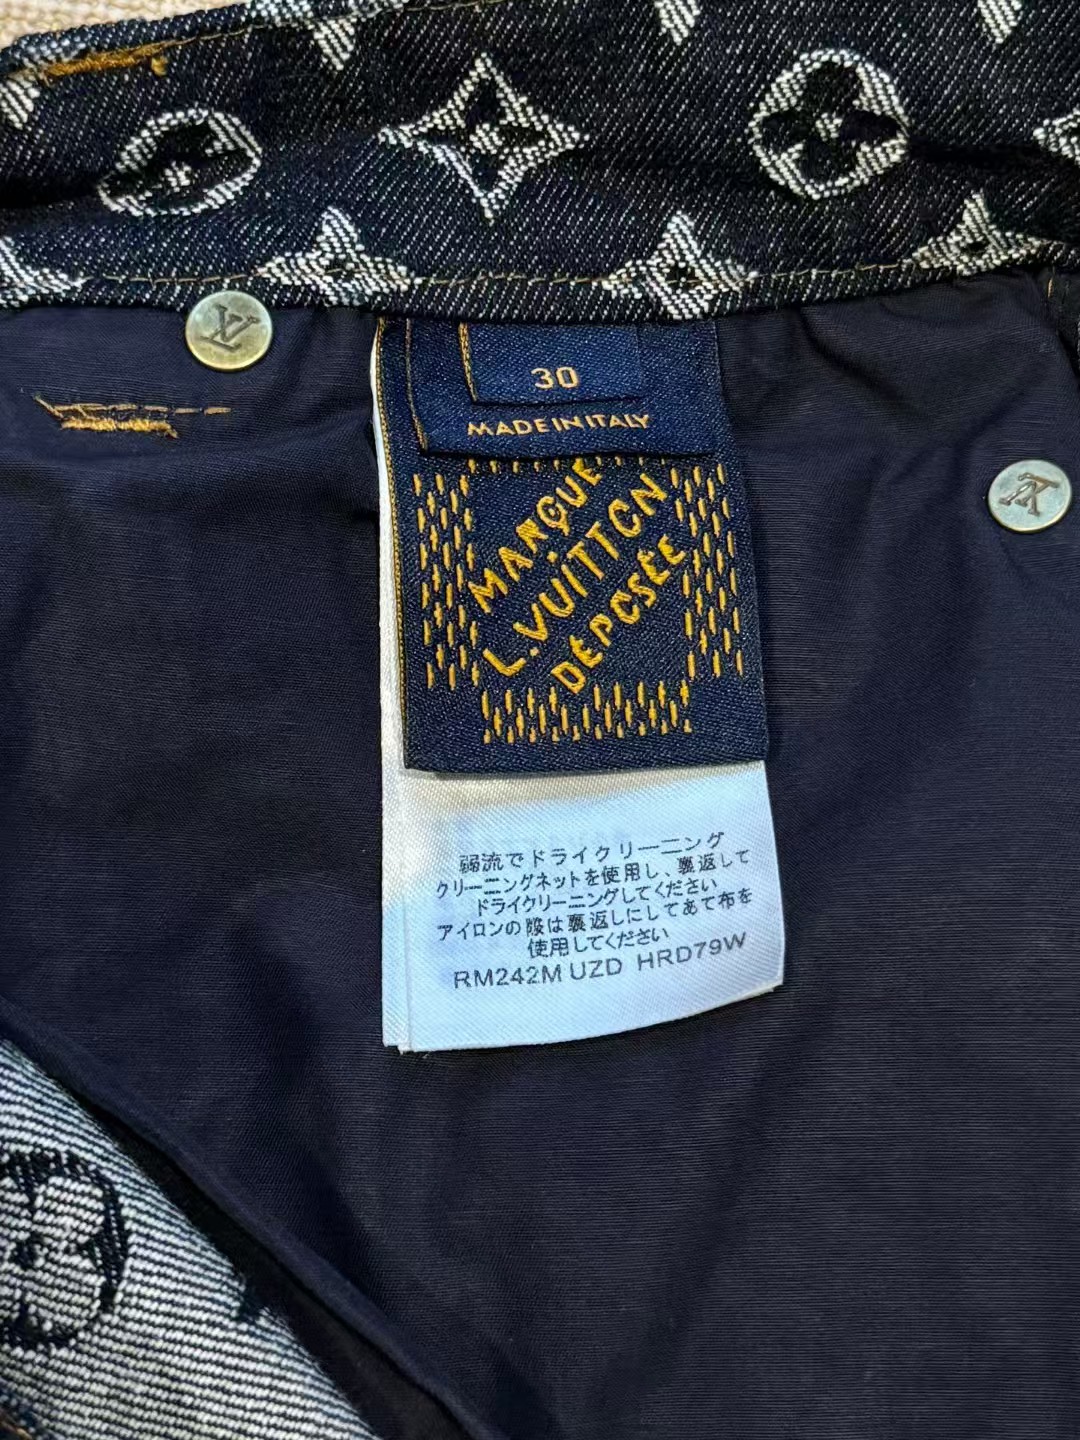 LV
30
MADE IN ITALY
MARQUE
L.VUITTON
DÉPOSÉE
LV
弱流でドライクリーニング
クリーニングネットを使用し、裏返して
ドライクリーニングしてください
アイロンの際は裏返しにしてあて布を
使用してください
RM242M UZD HRD79W